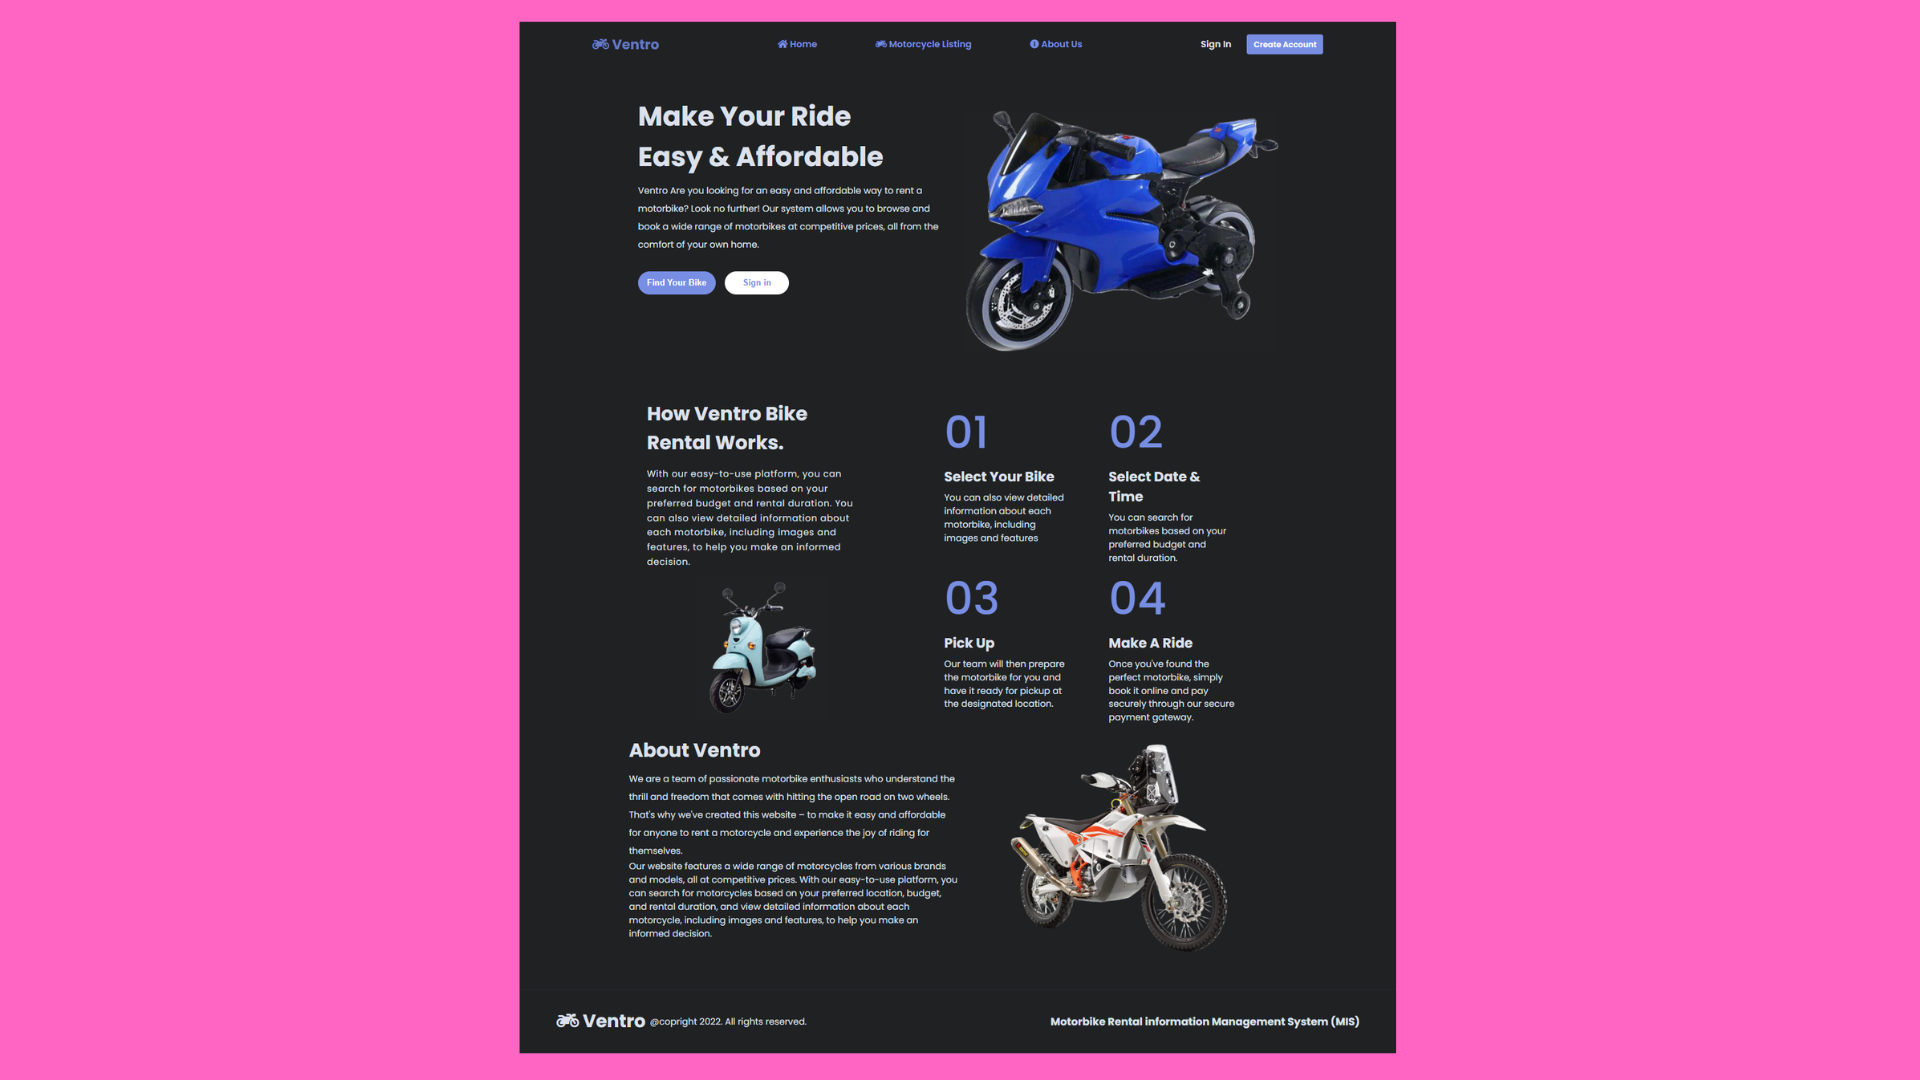 Ventro
Home
Motorcycle Listing
About Us
Sign In
Create Account
Make Your Ride
Easy & Affordable
Ventro Are you looking for an easy and affordable way to rent a
motorbike? Look no further! Our system allows you to browse and
book a wide range of motorbikes at competitive prices, all from the
comfort of your own home.
Find Your Bike
Sign in
How Ventro Bike
Rental Works.
With our easy-to-use platform, you can
search for motorbikes based on your
preferred budget and rental duration. You
can also view detailed information about
each motorbike, including images and
features, to help you make an informed
decision.
01
Select Your Bike
You can also view detailed
information about each
motorbike, including
images and features
02
Select Date &
Time
You can search for
motorbikes based on your
preferred budget and
rental duration.
03
Pick Up
Our team will then prepare
the motorbike for you and
have it ready for pickup at
the designated location.
04
Make A Ride
Once you've found the
perfect motorbike, simply
book it online and pay
securely through our secure
payment gateway.
About Ventro
We are a team of passionate motorbike enthusiasts who understand the
thrill and freedom that comes with hitting the open road on two wheels.
That's why we've created this website – to make it easy and affordable
for anyone to rent a motorcycle and experience the joy of riding for
themselves.
Our website features a wide range of motorcycles from various brands
and models, all at competitive prices. With our easy-to-use platform, you
can search for motorcycles based on your preferred location, budget,
and rental duration, and view detailed information about each
motorcycle, including images and features, to help you make an
informed decision.
Ventro @copright 2022. All rights reserved.
Motorbike Rental information Management System (MIS)